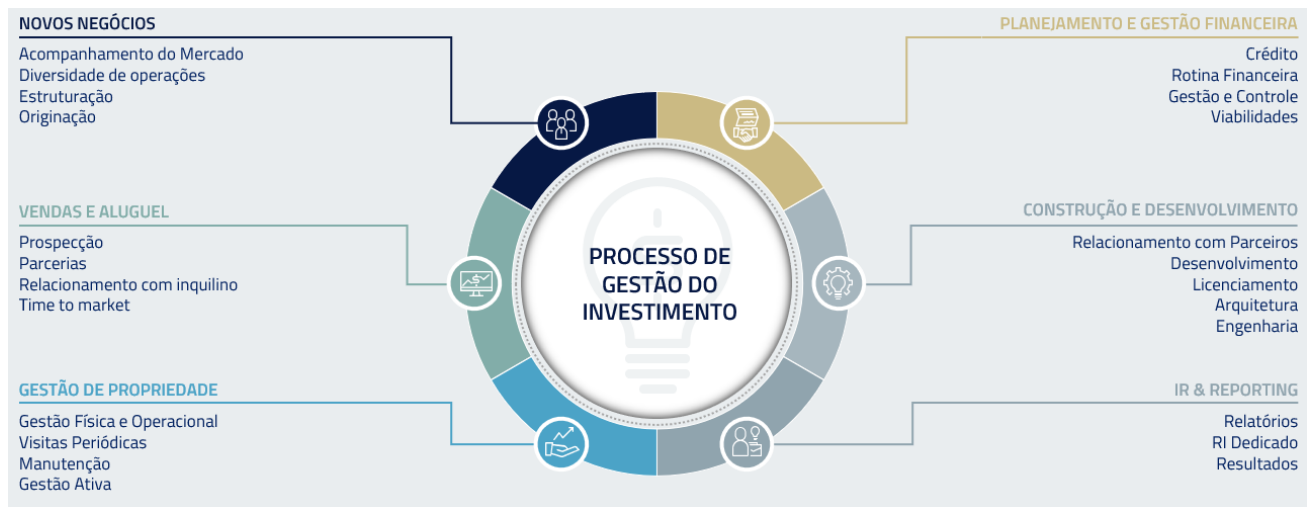 NOVOS NEGÓCIOS
Acompanhamento do Mercado
Diversidade de operações
Estruturação
Originação
VENDAS E ALUGUEL
Prospecção
Parcerias
Relacionamento com inquilino
Time to market
GESTÃO DE PROPRIEDADE
Gestão Física e Operacional
Visitas Periódicas
Manutenção
Gestão Ativa
PROCESSO DE
GESTÃO DO
INVESTIMENTO
PLANEJAMENTO E GESTÃO FINANCEIRA
Crédito
Rotina Financeira
Gestão e Controle
Viabilidades
CONSTRUÇÃO E DESENVOLVIMENTO
Relacionamento com Parceiros
Desenvolvimento
Licenciamento
Arquitetura
Engenharia
IR & REPORTING
Relatórios
RI Dedicado
Resultados